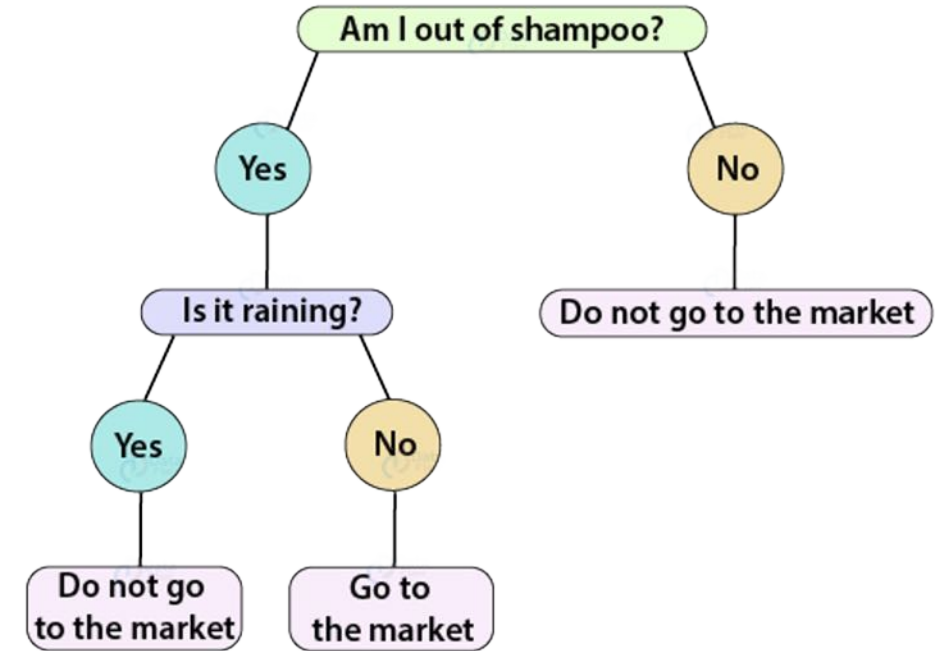 Am I out of shampoo?
Yes
No
Is it raining?
Do not go to the market
Yes
No
Do not go
to the market
Go to
the market